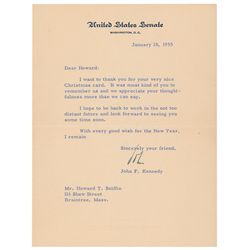 United States Senate
WASHINGTON, D. C.
January 18, 1955
Dear Howard:
I want to thank you for your very nice
Christmas card. It was most kind of you to
remember us and we appreciate your thought-
fulness more than we can say.
I hope to be back to work in the not too
distant future and look forward to seeing you
some time soon.
With every good wish for the New Year,
I remain
Sincerely your friend,
John F. Kennedy
Mr. Howard T.
Shaw Street
Braintree, Mass.